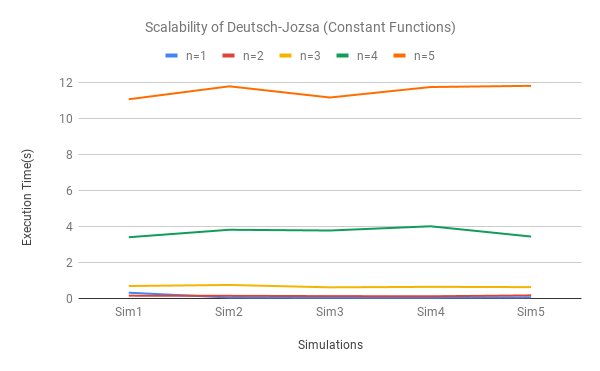 Scalability of Deutsch-Jozsa (Constant Functions)
n=1 n=2 n=3 n=4 n=5
12
10
8
6
4
2
0
Execution Time(s)
Sim1 Sim2 Sim3 Sim4 Sim5
Simulations